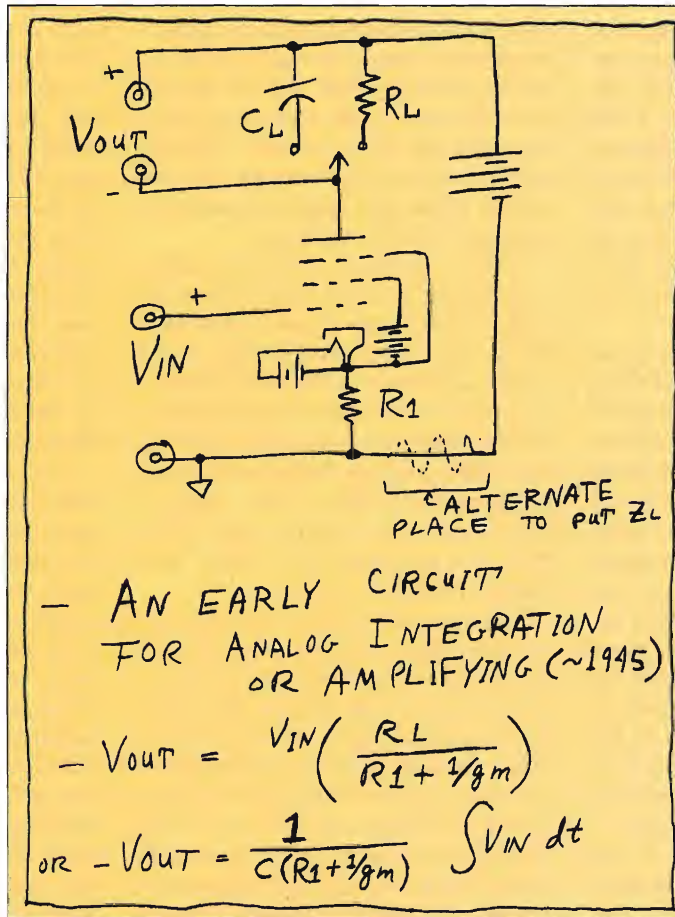 +
CL
RL
VOUT
-
+
VIN
R1
ALTERNATE
PLACE TO PUT ZL
- AN EARLY CIRCUIT
FOR ANALOG INTEGRATION
OR AMPLIFYING (~1945)
- VOUT = VIN ( RL / R1 + 1/gm )
OR - VOUT = 1 / C(R1 + 1/gm) ∫ VIN dt